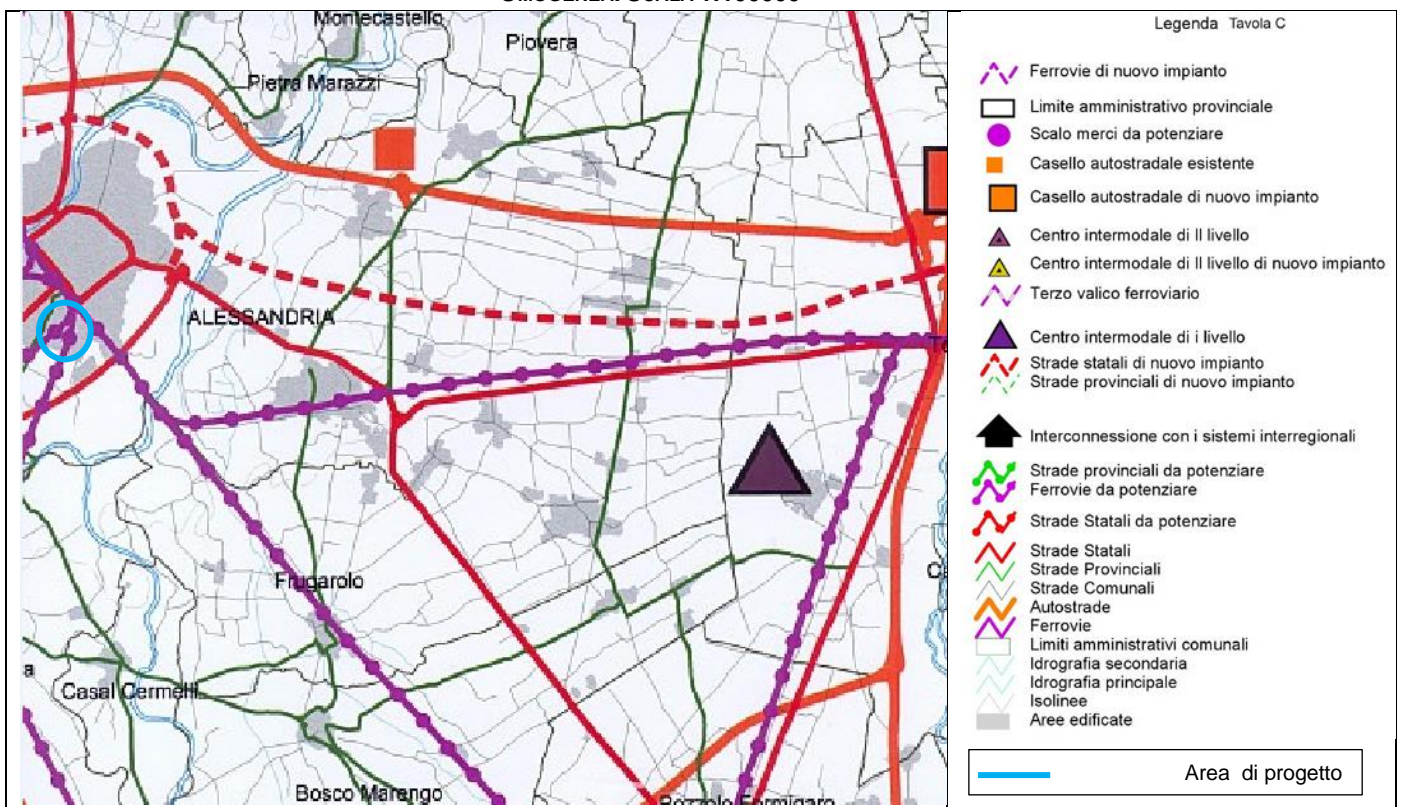 Montecastello
Piovera
Pietra Marazzi
ALESSANDRIA
Frugarolo
Casal Cermelli
Bosco Marengo
Legenda Tavola C
Ferrovie di nuovo impianto
Limite amministrativo provinciale
Scalo merci da potenziare
Casello autostradale esistente
Casello autostradale di nuovo impianto
Centro intermodale di II livello
Centro intermodale di II livello di nuovo impianto
Terzo valico ferroviario
Centro intermodale di i livello
Strade statali di nuovo impianto
Strade provinciali di nuovo impianto
Interconnessione con i sistemi interregionali
Strade provinciali da potenziare
Ferrovie da potenziare
Strade Statali da potenziare
Strade Statali
Strade Provinciali
Strade Comunali
Autostrade
Ferrovie
Limiti amministrativi comunali
Idrografia secondaria
Idrografia principale
Isolinee
Aree edificate
Area di progetto